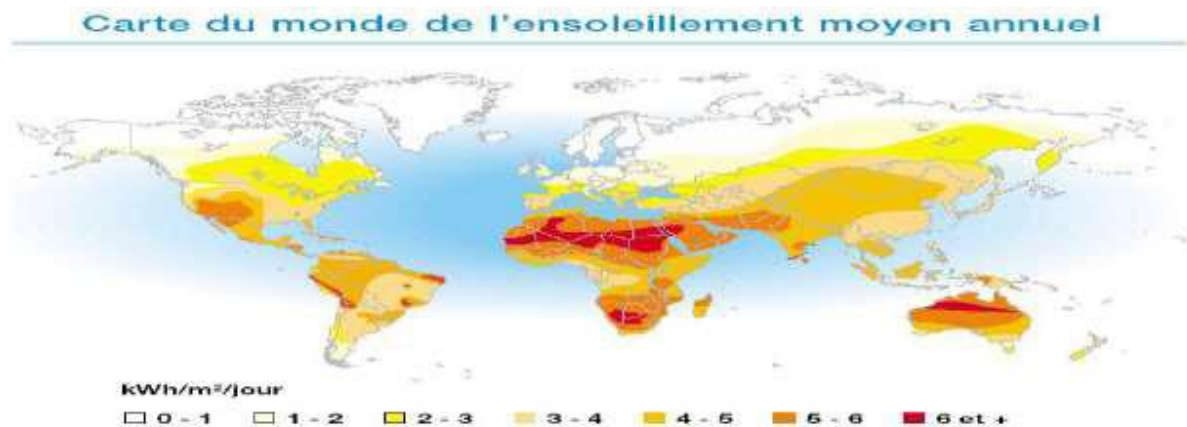 Carte du monde de l'ensoleillement moyen annuel
kWh/m²/jour
0 - 1 1 - 2 2 - 3 3 - 4 4 - 5 5 - 6 6 et +